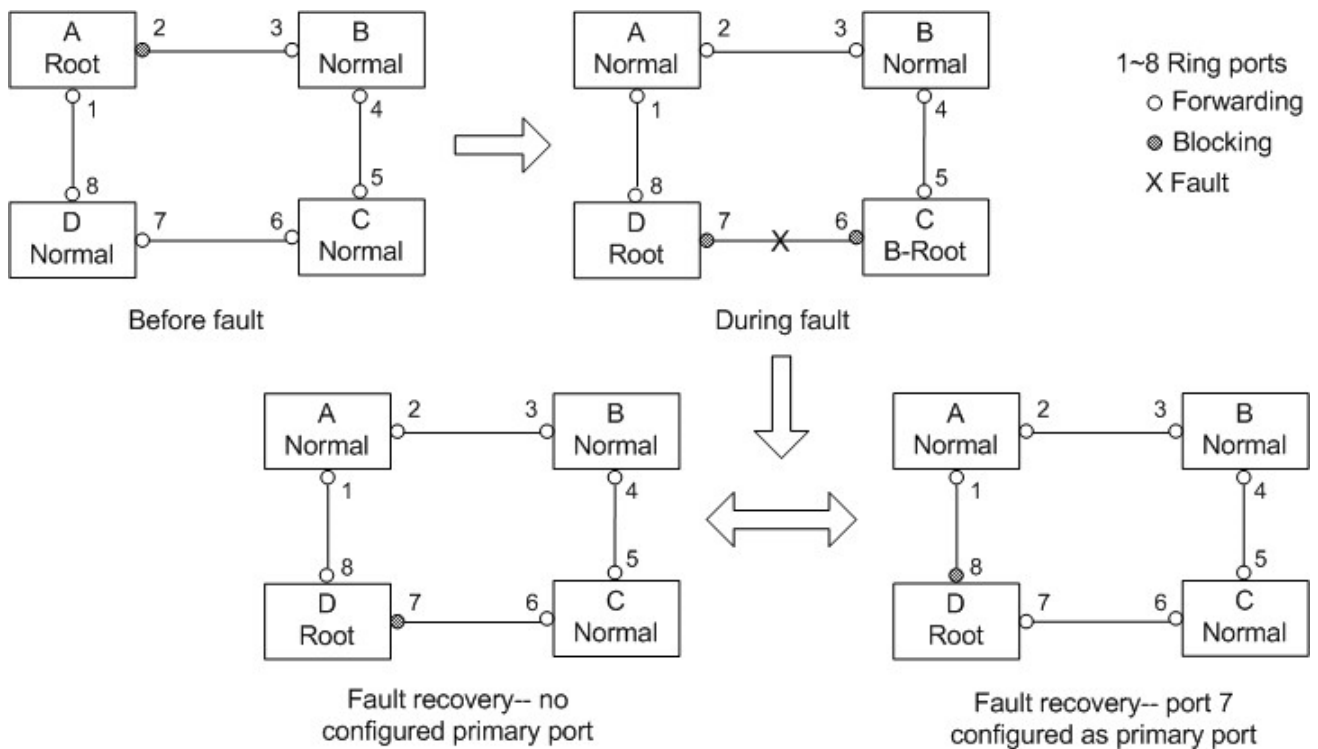 A 2 3 B
Root Normal
1 4
8 5
D 7 6 C
Normal Normal
Before fault
A 2 3 B
Normal Normal
1 4
8 5
D 7 6 C
Root X B-Root
During fault
1~8 Ring ports
Forwarding
Blocking
X Fault
A 2 3 B
Normal Normal
1 4
8 5
D 7 6 C
Root Normal
Fault recovery-- no
configured primary port
A 2 3 B
Normal Normal
1 4
8 5
D 7 6 C
Root Normal
Fault recovery-- port 7
configured as primary port